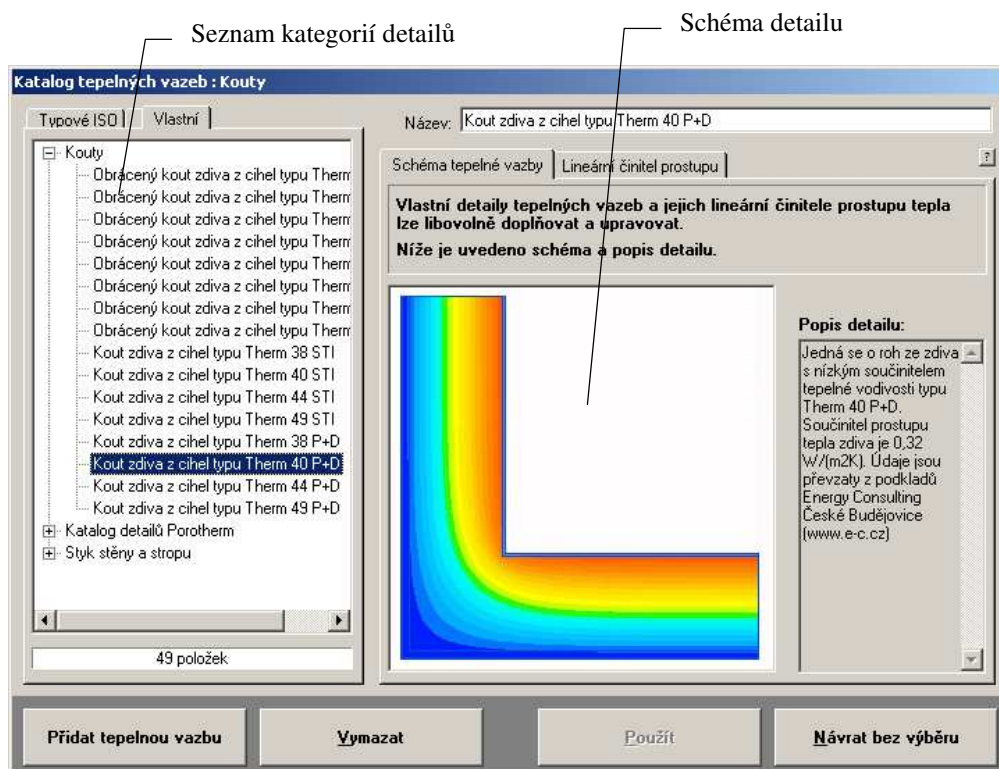 Seznam kategorií detailů
Schéma detailu
Katalog tepelných vazeb : Kouty
Typové ISO
Vlastní
Název:
Kout zdiva z cihel typu Therm 40 P+D
Kouty
Obrácený kout zdiva z cihel typu Therm
Obrácený kout zdiva z cihel typu Therm
Obrácený kout zdiva z cihel typu Therm
Obrácený kout zdiva z cihel typu Therm
Obrácený kout zdiva z cihel typu Therm
Obrácený kout zdiva z cihel typu Therm
Obrácený kout zdiva z cihel typu Therm
Obrácený kout zdiva z cihel typu Therm
Kout zdiva z cihel typu Therm 38 STI
Kout zdiva z cihel typu Therm 40 STI
Kout zdiva z cihel typu Therm 44 STI
Kout zdiva z cihel typu Therm 49 STI
Kout zdiva z cihel typu Therm 38 P+D
Kout zdiva z cihel typu Therm 40 P+D
Kout zdiva z cihel typu Therm 44 P+D
Kout zdiva z cihel typu Therm 49 P+D
Katalog detailů Porotherm
Styk stěny a stropu
49 položek
Schéma tepelné vazby
Lineární činitel prostupu
?
Vlastní detaily tepelných vazeb a jejich lineární činitele prostupu tepla
lze libovolně doplňovat a upravovat.
Níže je uvedeno schéma a popis detailu.
Popis detailu:
Jedná se o roh ze zdiva
s nízkým součinitelem
tepelné vodivosti typu
Therm 40 P+D.
Součinitel prostupu
tepla zdiva je 0,32
W/(m2K). Údaje jsou
převzaty z podkladů
Energy Consulting
České Budějovice
(www.e-c.cz)
Přidat tepelnou vazbu
Vymazat
Použít
Návrat bez výběru